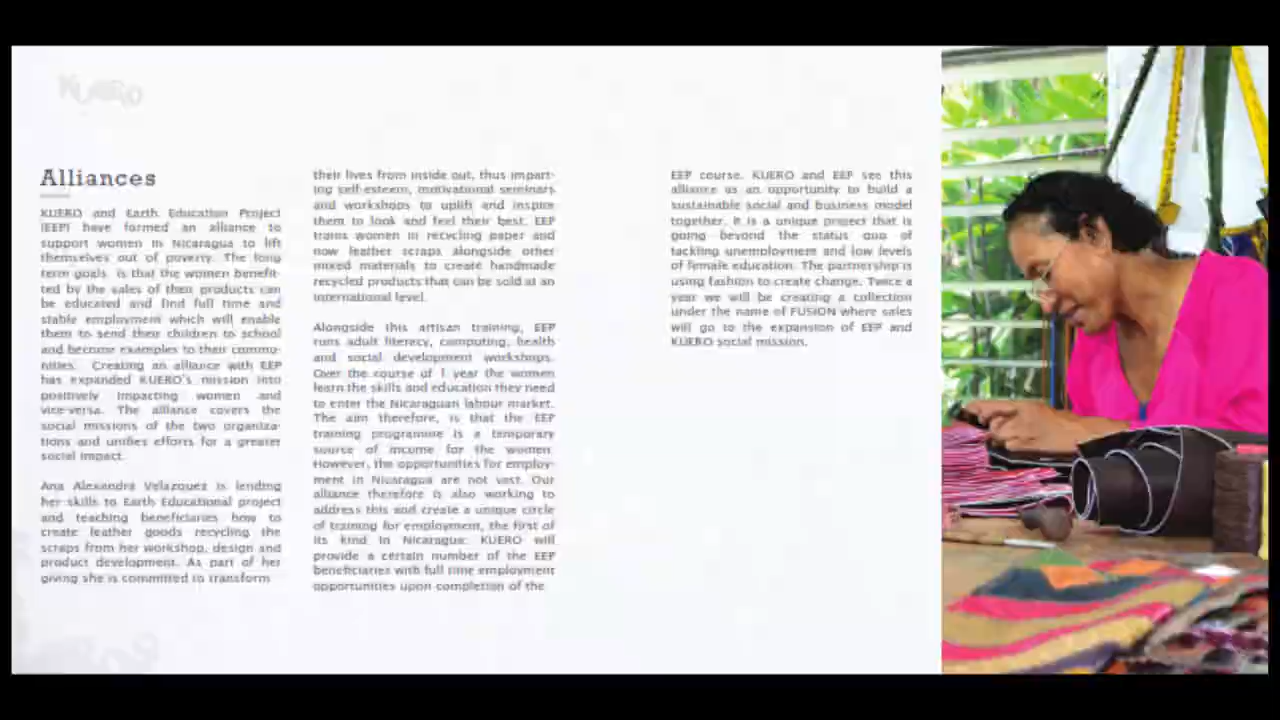 KUERO
Alliances
KUERO and Earth Education Project
(EEP) have formed an alliance to
support women in Nicaragua to lift
themselves out of poverty. The long
term goals is that the women benefit-
ted by the sales of their products can
be educated and find full time and
stable employment which will enable
them to send their children to school
and become examples to their commu-
nities. Creating an alliance with EEP
has expanded KUERO's mission into
positively impacting women and
vice-versa. The alliance covers the
social missions of the two organiza-
tions and unifies efforts for a greater
social impact.
Ana Alexandra Velazquez is lending
her skills to Earth Educational project
and teaching beneficiaries how to
create leather goods recycling the
scraps from her workshop, design and
product development. As part of her
giving she is committed to transform
their lives from inside out, thus impart-
ing self-esteem, motivational seminars
and workshops to uplift and inspire
them to look and feel their best. EEP
trains women in recycling paper and
now leather scraps alongside other
mixed materials to create handmade
recycled products that can be sold at an
international level.
Alongside this artisan training, EEP
runs adult literacy, computing, health
and social development workshops.
Over the course of 1 year the women
learn the skills and education they need
to enter the Nicaraguan labour market.
The aim therefore, is that the EEP
training programme is a temporary
source of income for the women.
However, the opportunities for employ-
ment in Nicaragua are not vast. Our
alliance therefore is also working to
address this and create a unique circle
of training for employment, the first of
its kind in Nicaragua: KUERO will
provide a certain number of the EEP
beneficiaries with full time employment
opportunities upon completion of the
EEP course. KUERO and EEP see this
alliance as an opportunity to build a
sustainable social and business model
together. It is a unique project that is
going beyond the status quo of
tackling unemployment and low levels
of female education. The partnership is
using fashion to create change. Twice a
year we will be creating a collection
under the name of FUSION where sales
will go to the expansion of EEP and
KUERO social mission.